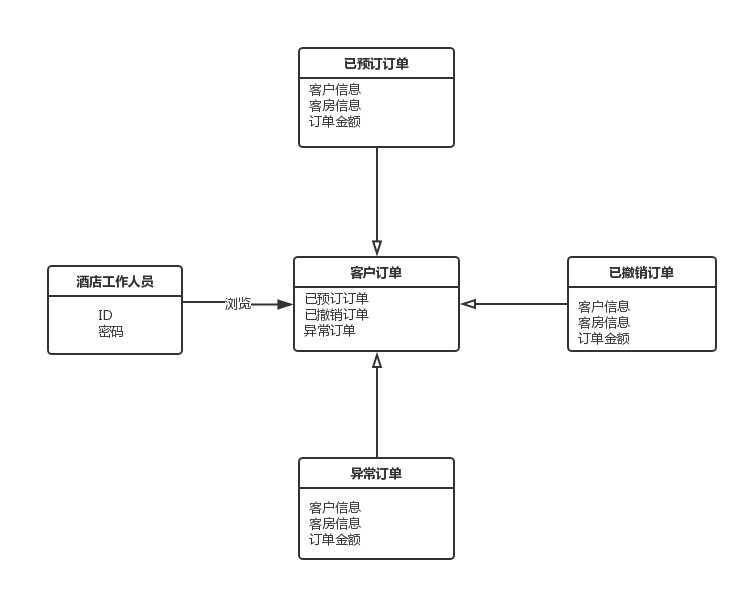 已预订订单
客户信息
客房信息
订单金额
酒店工作人员
ID
密码
浏览
客户订单
已预订订单
已撤销订单
异常订单
已撤销订单
客户信息
客房信息
订单金额
异常订单
客户信息
客房信息
订单金额